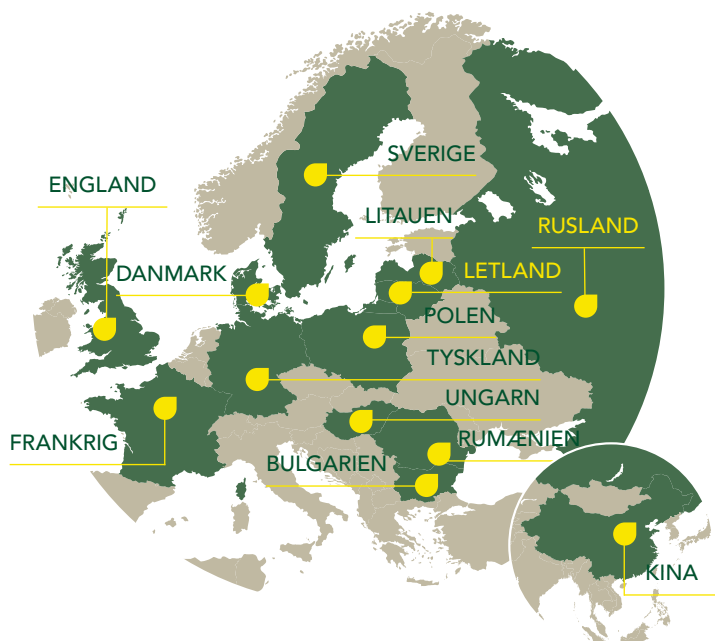 SVERIGE
ENGLAND
LITAUEN
RUSLAND
DANMARK
LETLAND
POLEN
TYSKLAND
UNGARN
FRANKRIG
RUMÆNIEN
BULGARIEN
KINA